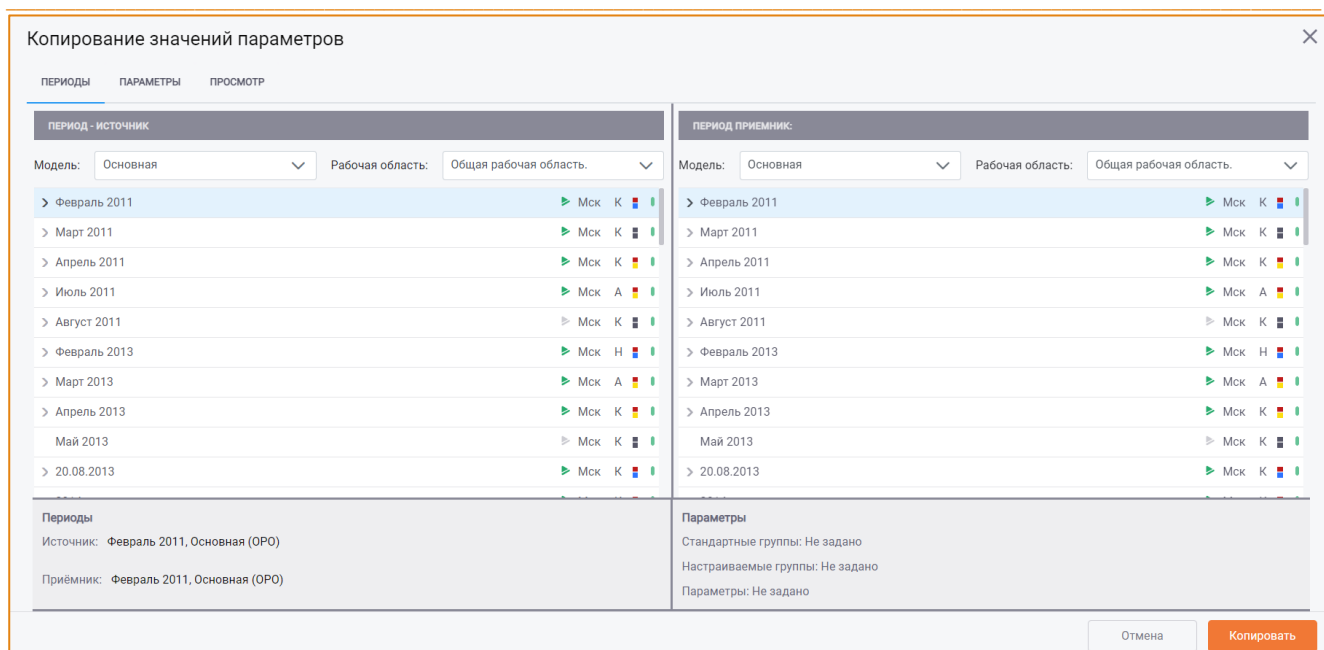 Копирование значений параметров
ПЕРИОДЫ ПАРАМЕТРЫ ПРОСМОТР
ПЕРИОД - ИСТОЧНИК
Модель: Основная Рабочая область: Общая рабочая область.
Февраль 2011 Мск К
Март 2011 Мск К
Апрель 2011 Мск К
Июль 2011 Мск А
Август 2011 Мск К
Февраль 2013 Мск Н
Март 2013 Мск А
Апрель 2013 Мск К
Май 2013 Мск К
20.08.2013 Мск К
ПЕРИОД ПРИЕМНИК:
Модель: Основная Рабочая область: Общая рабочая область.
Февраль 2011 Мск К
Март 2011 Мск К
Апрель 2011 Мск К
Июль 2011 Мск А
Август 2011 Мск К
Февраль 2013 Мск Н
Март 2013 Мск А
Апрель 2013 Мск К
Май 2013 Мск К
20.08.2013 Мск К
Периоды
Источник: Февраль 2011, Основная (ОРО)
Приёмник: Февраль 2011, Основная (ОРО)
Параметры
Стандартные группы: Не задано
Настраиваемые группы: Не задано
Параметры: Не задано
Отмена Копировать